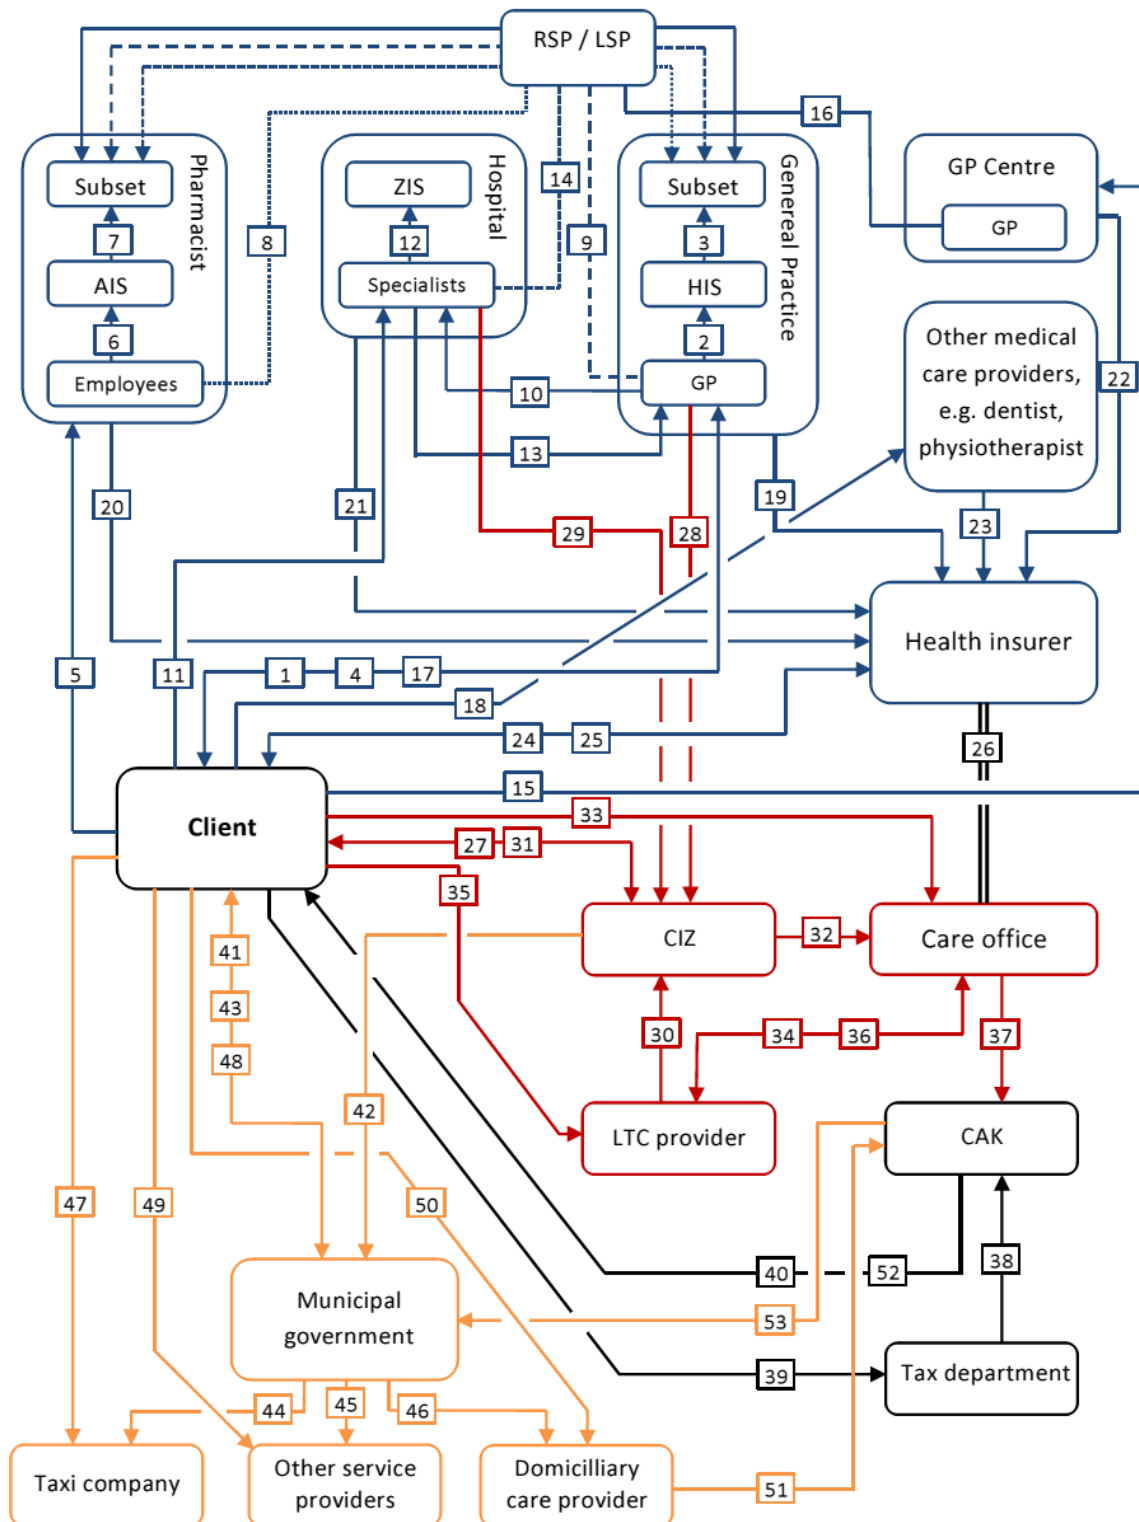 RSP / LSP
16
Pharmacist
Subset
7
AIS
6
Employees
8
Hospital
ZIS
12
Specialists
14
9
Genereal Practice
Subset
3
HIS
2
GP
GP Centre
GP
Other medical
care providers,
e.g. dentist,
physiotherapist
22
10
13
20
21
29
28
19
23
Health insurer
5
11
1
4
17
18
24
25
26
15
Client
33
27
31
35
CIZ
32
Care office
41
43
48
42
30
34
36
37
LTC provider
CAK
47
49
50
40
52
38
Municipal
government
53
39
Tax department
44
45
46
Taxi company
Other service
providers
Domicilliary
care provider
51